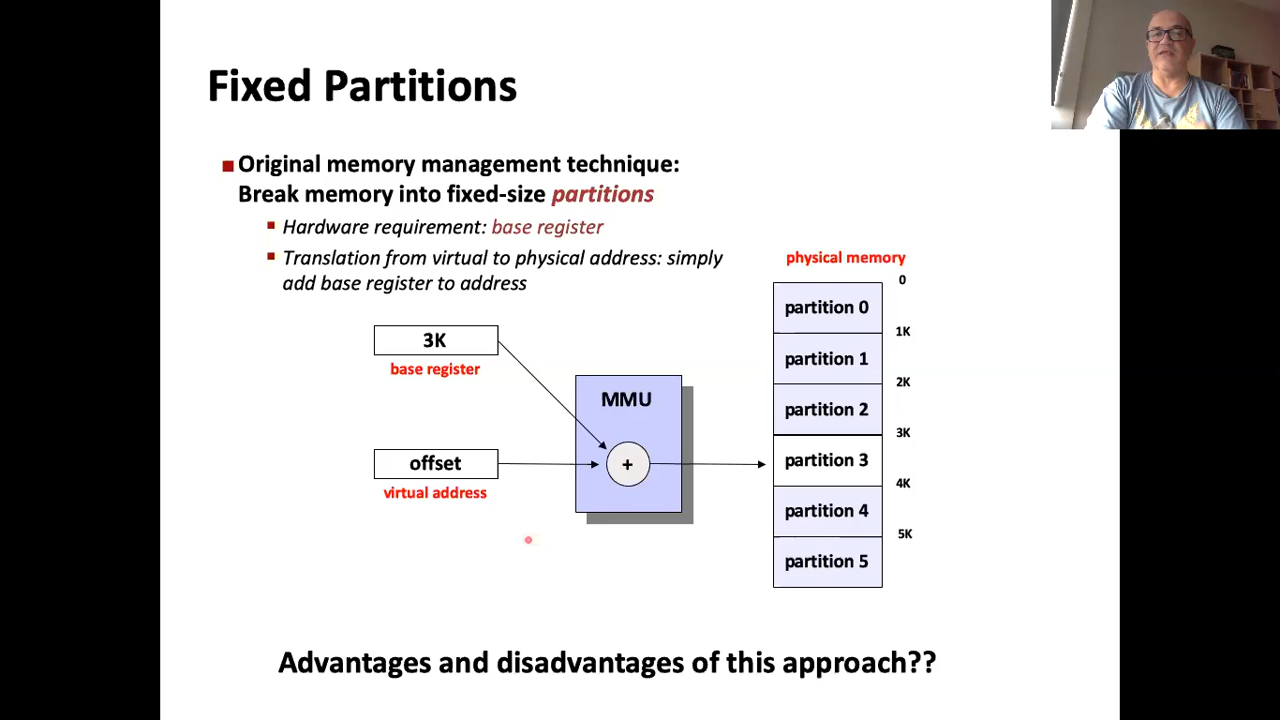 Fixed Partitions
Original memory management technique:
Break memory into fixed-size partitions
Hardware requirement: base register
Translation from virtual to physical address: simply
add base register to address
physical memory
0
partition 0
1K
partition 1
2K
partition 2
3K
partition 3
4K
partition 4
5K
partition 5
3K
base register
MMU
+
offset
virtual address
Advantages and disadvantages of this approach??